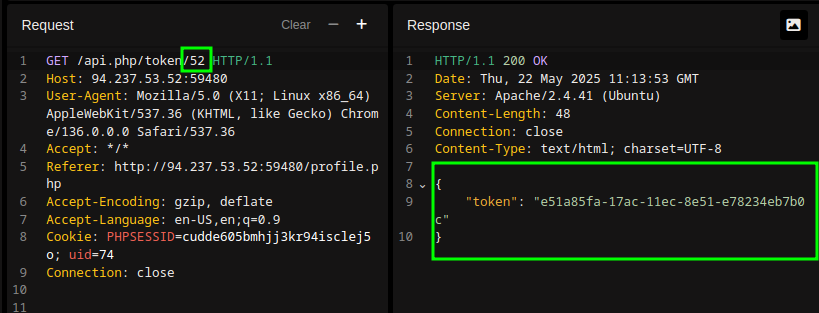 Request
Clear
1 GET /api.php/token/52 HTTP/1.1
2 Host: 94.237.53.52:59480
3 User-Agent: Mozilla/5.0 (X11; Linux x86_64)
AppleWebKit/537.36 (KHTML, like Gecko) Chrom
e/136.0.0.0 Safari/537.36
4 Accept: */*
5 Referer: http://94.237.53.52:59480/profile.p
hp
6 Accept-Encoding: gzip, deflate
7 Accept-Language: en-US,en;q=0.9
8 Cookie: PHPSESSID=cudde605bmhjj3kr94isclej5
o; uid=74
9 Connection: close
10
11
Response
1 HTTP/1.1 200 OK
2 Date: Thu, 22 May 2025 11:13:53 GMT
3 Server: Apache/2.4.41 (Ubuntu)
4 Content-Length: 48
5 Connection: close
6 Content-Type: text/html; charset=UTF-8
7
8 {
9 "token": "e51a85fa-17ac-11ec-8e51-e78234eb7b0
c"
10 }